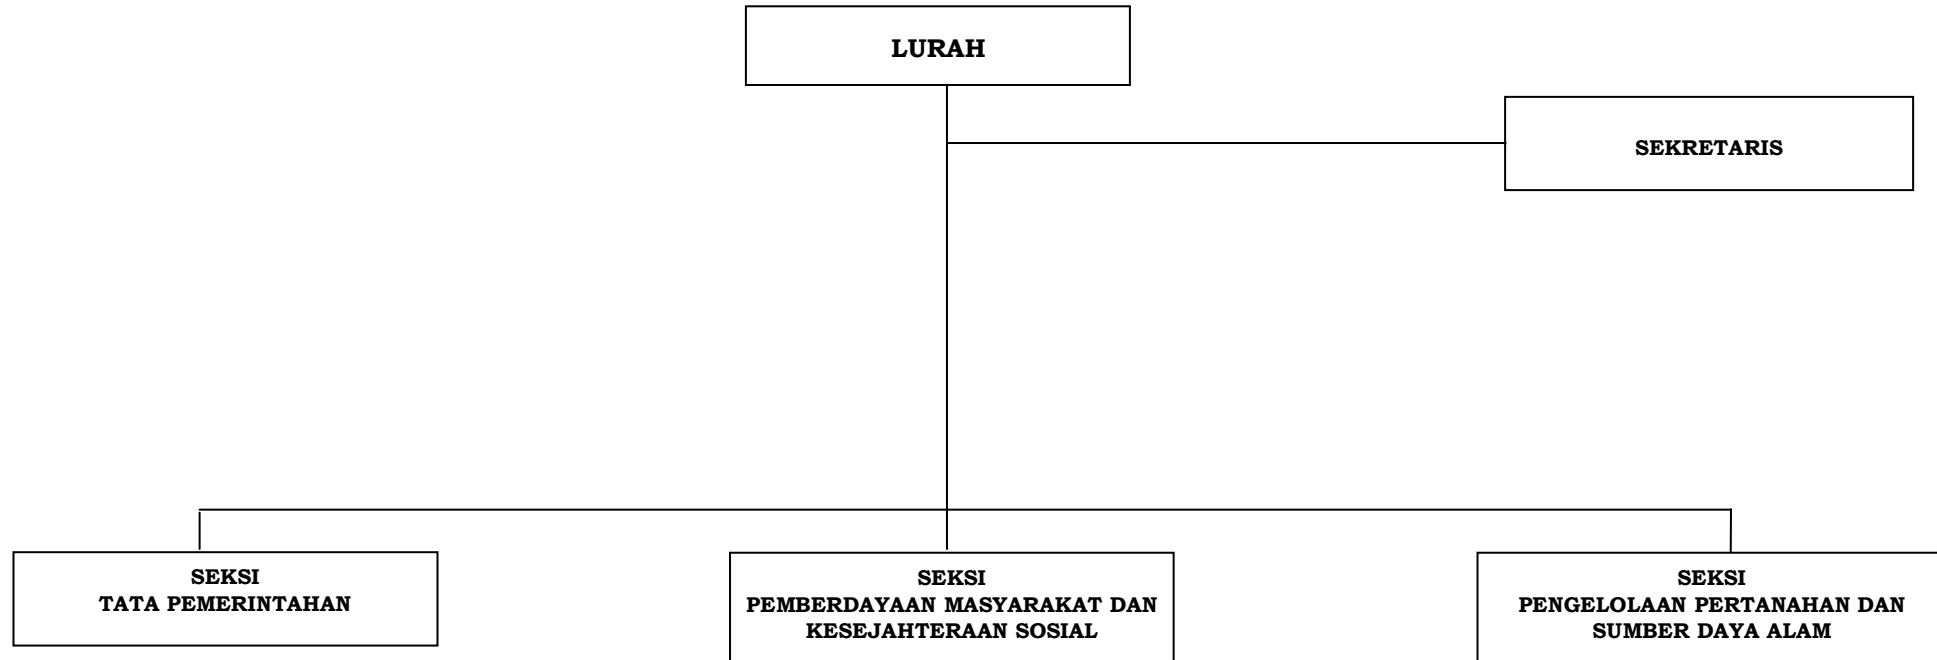 LURAH
SEKRETARIS
SEKSI
TATA PEMERINTAHAN
SEKSI
PEMBERDAYAAN MASYARAKAT DAN
KESEJAHTERAAN SOSIAL
SEKSI
PENGELOLAAN PERTANAHAN DAN
SUMBER DAYA ALAM